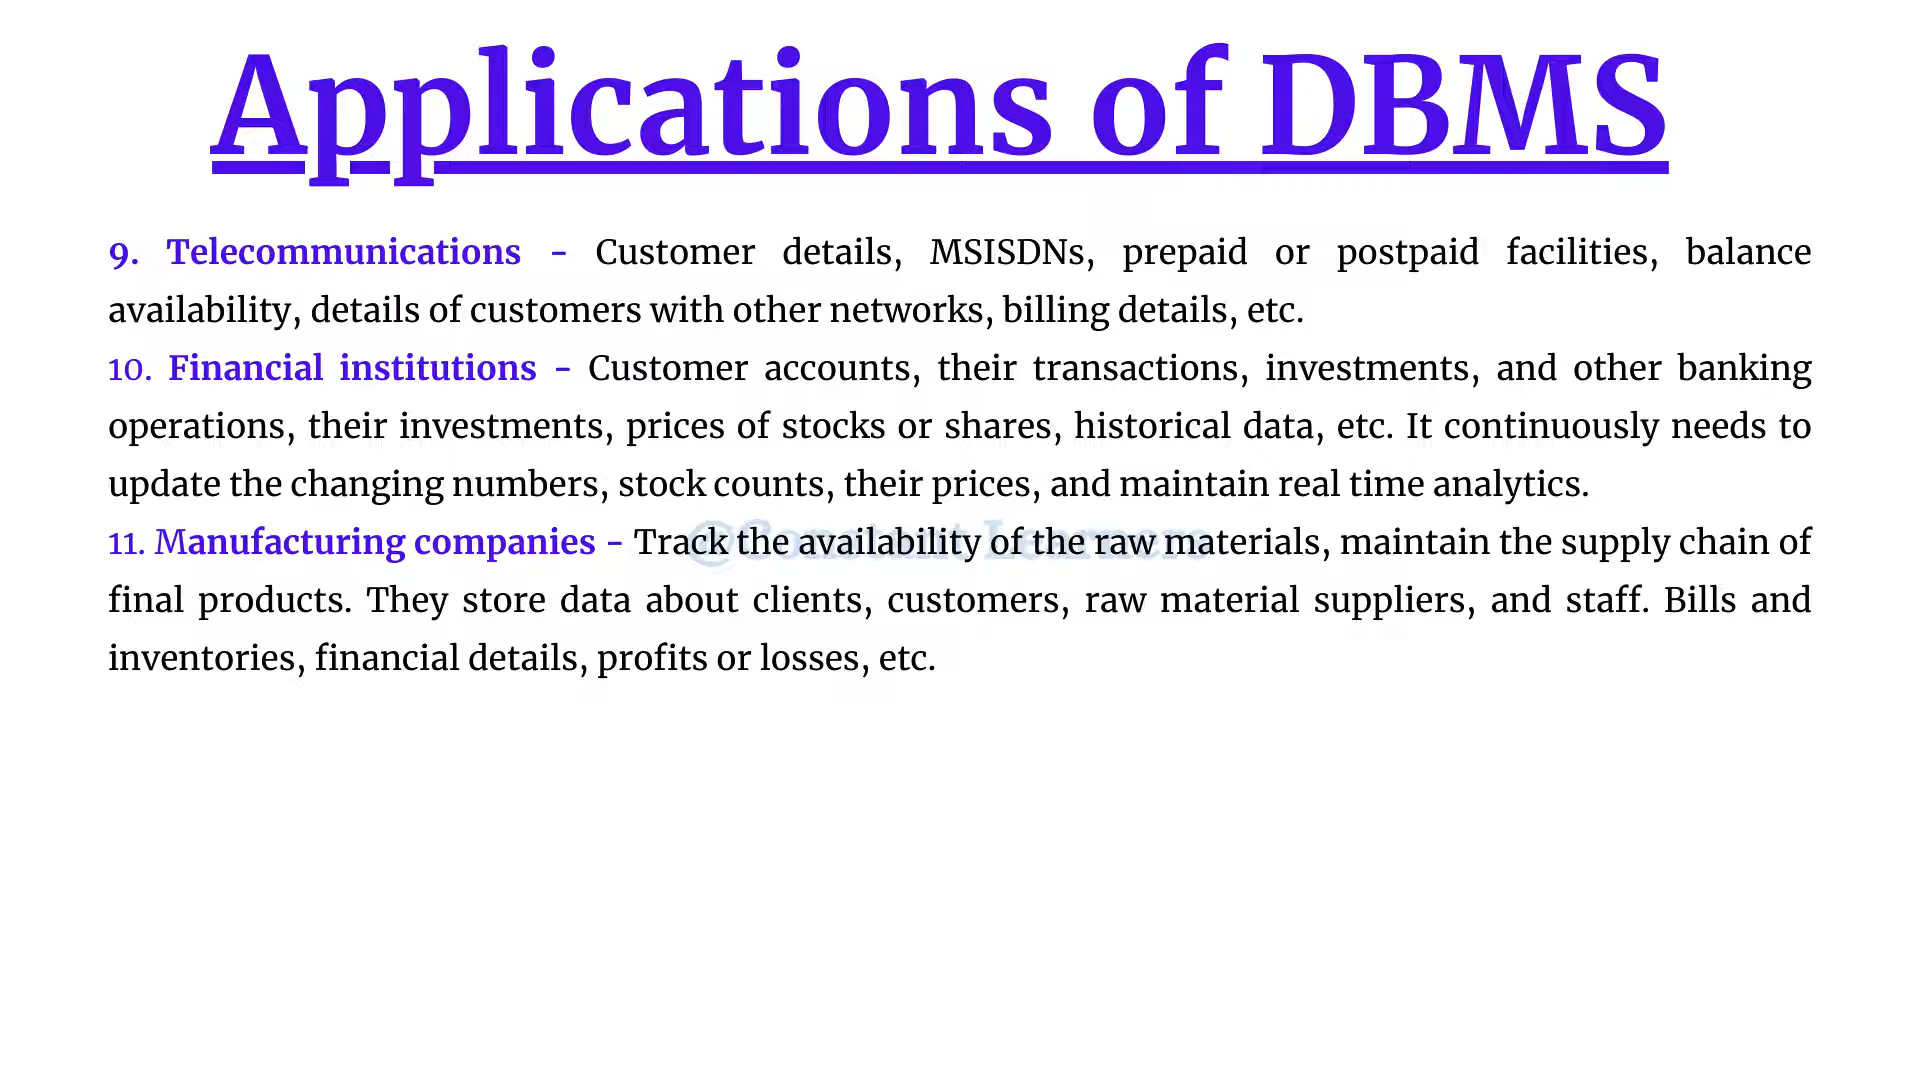 Applications of DBMS
9. Telecommunications - Customer details, MSISDNs, prepaid or postpaid facilities, balance
availability, details of customers with other networks, billing details, etc.
10. Financial institutions - Customer accounts, their transactions, investments, and other banking
operations, their investments, prices of stocks or shares, historical data, etc. It continuously needs to
update the changing numbers, stock counts, their prices, and maintain real time analytics.
11. Manufacturing companies - Track the availability of the raw materials, maintain the supply chain of
final products. They store data about clients, customers, raw material suppliers, and staff. Bills and
inventories, financial details, profits or losses, etc.
@Constant Learners